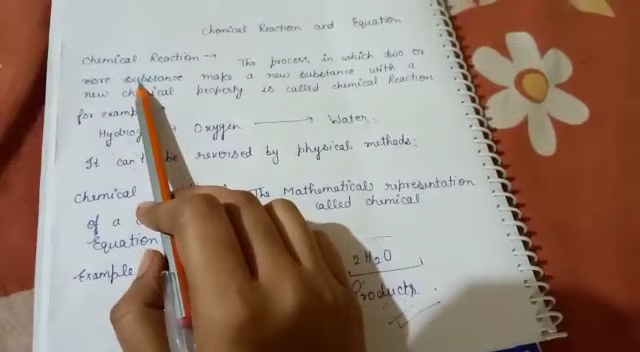 Chemical Reaction and Equation
Chemical Reaction → The process in which two or
more substance make a new substance with a
new chemical property is called chemical Reaction
for example
Hydrog + Oxygen → Water.
It can't be reversed by physical methods.
Chemical The Mathematical representation
of a called chemical
Equation
Example 2H2O
Products